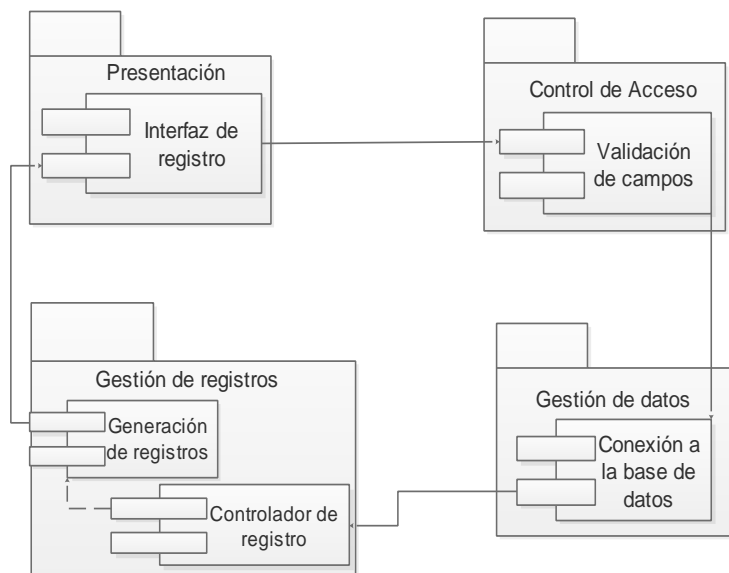 Presentación
Interfaz de
registro
Control de Acceso
Validación
de campos
Gestión de registros
Generación
de registros
Controlador de
registro
Gestión de datos
Conexión a
la base de
datos